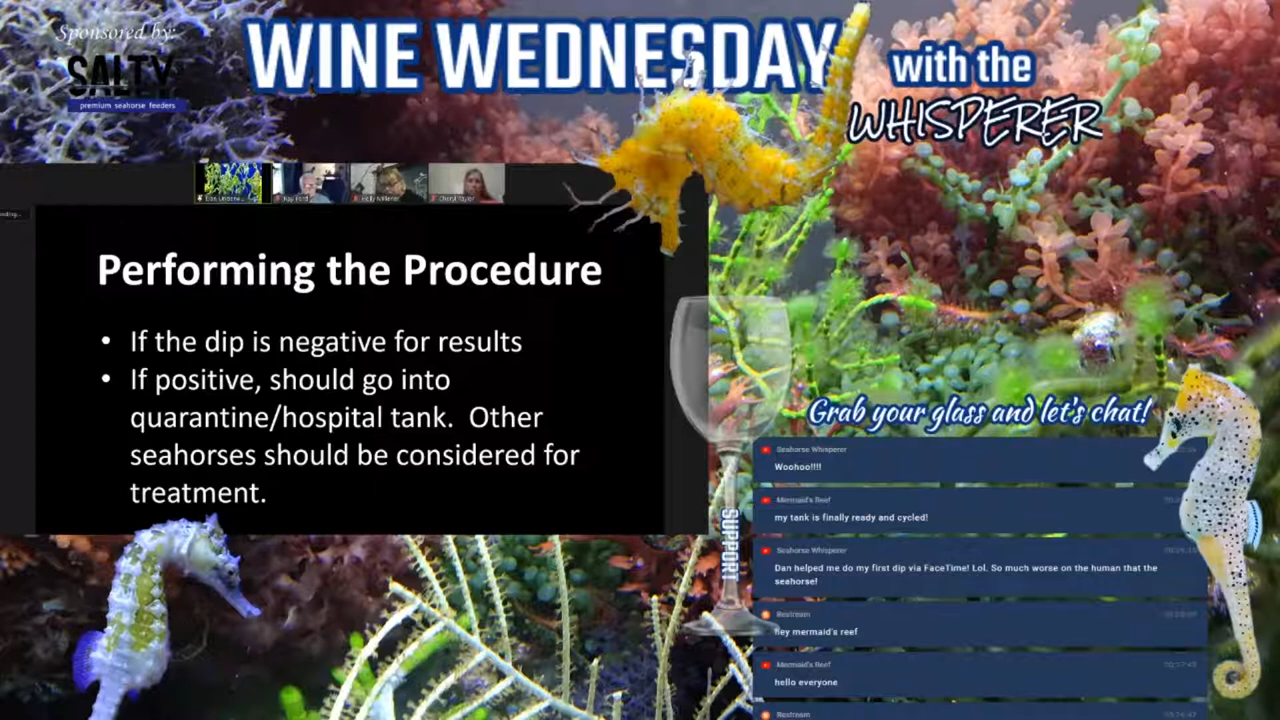 Sponsored by:
SALTY
premium seahorse feeders
WINE WEDNESDAY
with the
WHISPERER
Performing the Procedure
• If the dip is negative for results
• If positive, should go into
quarantine/hospital tank. Other
seahorses should be considered for
treatment.
SUPPORT
Grab your glass and let's chat!
Seahorse Whisperer
Woohoo!!!!
Mermaid's Reef
my tank is finally ready and cycled!
Seahorse Whisperer
Dan helped me do my first dip via FaceTime! Lol. So much worse on the human that the
seahorse!
Restream
hey mermaid's reef
Mermaid's Reef
hello everyone
Restream